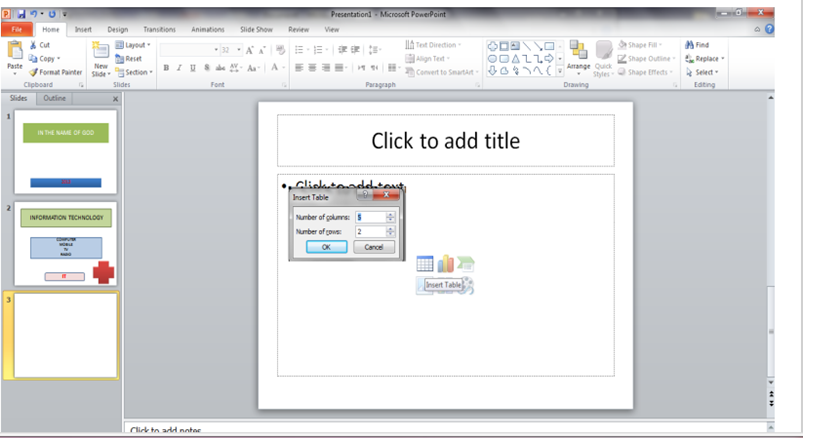 Presentation1 - Microsoft PowerPoint
File Home Insert Design Transitions Animations Slide Show Review View
Paste
Cut
Copy
Format Painter
Clipboard
New Slide
Layout
Reset
Section
Slides
32
B I U S abc AV Aa A
Font
Text Direction
Align Text
Convert to SmartArt
Paragraph
Arrange
Quick Styles
Shape Fill
Shape Outline
Shape Effects
Drawing
Find
Replace
Select
Editing
Slides Outline
1
IN THE NAME OF GOD
2
INFORMATION TECHNOLOGY
COMPUTER
MOBILE
TV
RADIO
3
Click to add title
Click to add text
Insert Table
Number of columns: 5
Number of rows: 2
OK Cancel
Insert Table
Click to add notes